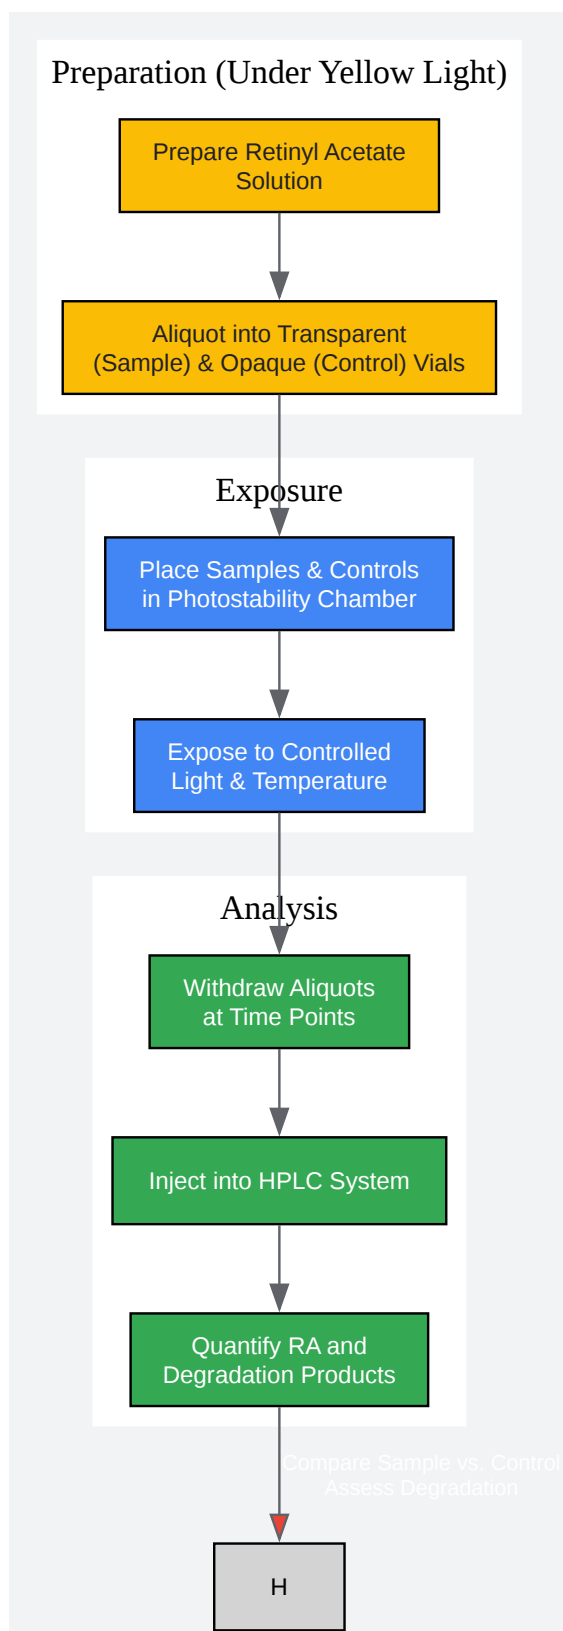 Preparation (Under Yellow Light)
Prepare Retinyl Acetate
Solution
Aliquot into Transparent
(Sample) & Opaque (Control) Vials
Exposure
Place Samples & Controls
in Photostability Chamber
Expose to Controlled
Light & Temperature
Analysis
Withdraw Aliquots
at Time Points
Inject into HPLC System
Quantify RA and
Degradation Products
Compare Sample vs. Control
Assess Degradation
H